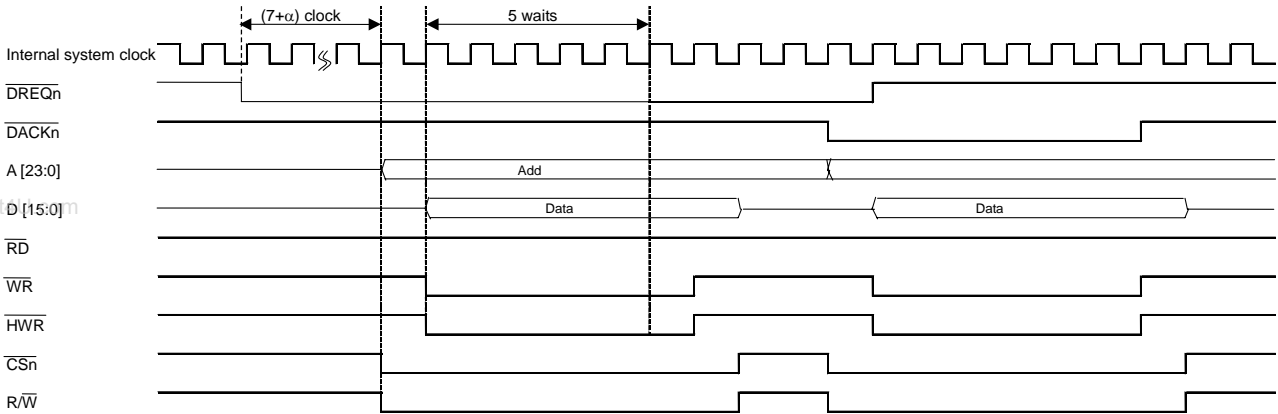 (7+α) clock
5 waits
Internal system clock
DREQn
DACKn
A [23:0]
Add
D [15:0]
Data
Data
RD
WR
HWR
CSn
R/W